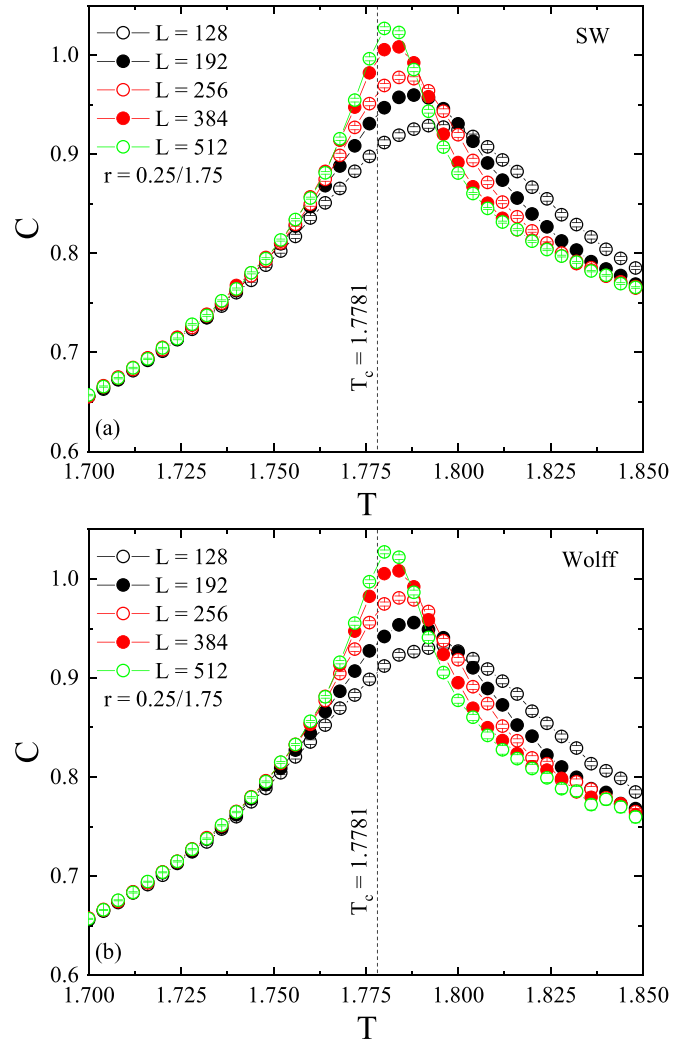 SW
L = 128
L = 192
L = 256
L = 384
L = 512
r = 0.25/1.75
1.0
0.9
0.8
0.7
0.6
C
T_c = 1.7781
(a)
1.700
1.725
1.750
1.775
1.800
1.825
1.850
T
Wolff
L = 128
L = 192
L = 256
L = 384
L = 512
r = 0.25/1.75
1.0
0.9
0.8
0.7
0.6
C
T_c = 1.7781
(b)
1.700
1.725
1.750
1.775
1.800
1.825
1.850
T